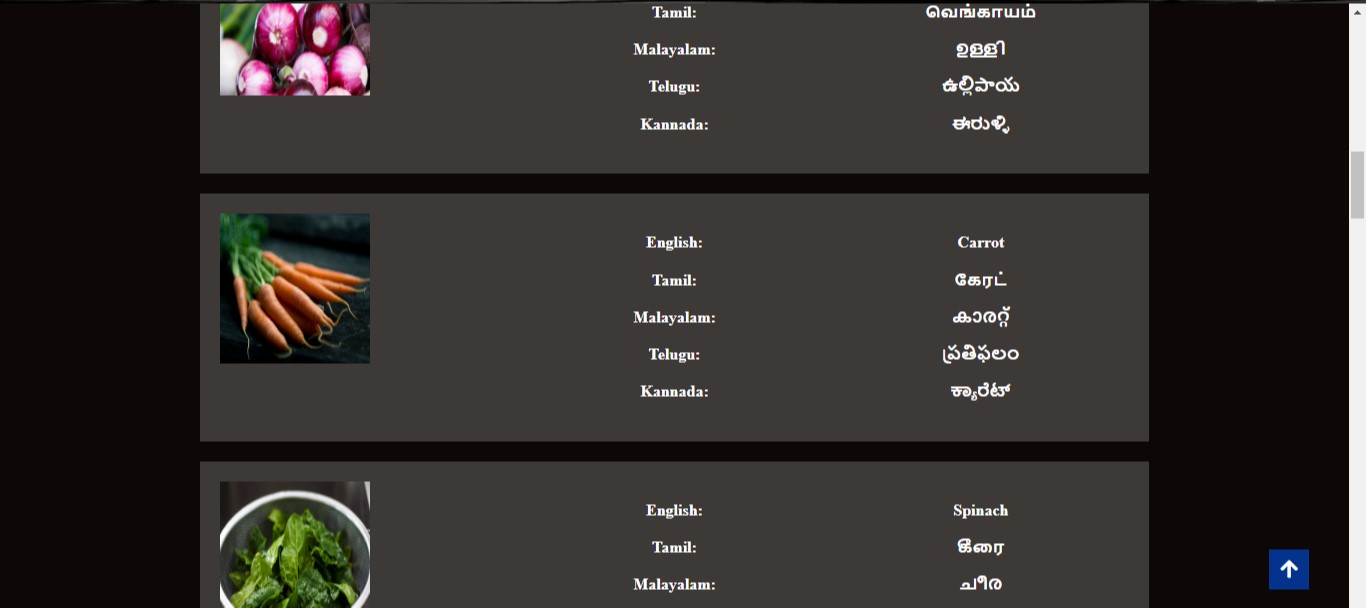 Tamil: வெங்காயம்
Malayalam: ഉള്ളി
Telugu: ఉల్లిపాయ
Kannada: ಈರುಳ್ಳಿ
English: Carrot
Tamil: கேரட்
Malayalam: കാരറ്റ്
Telugu: ప్రతిఫలం
Kannada: ಕ್ಯಾರೆಟ್
English: Spinach
Tamil: கீரை
Malayalam: ചീര